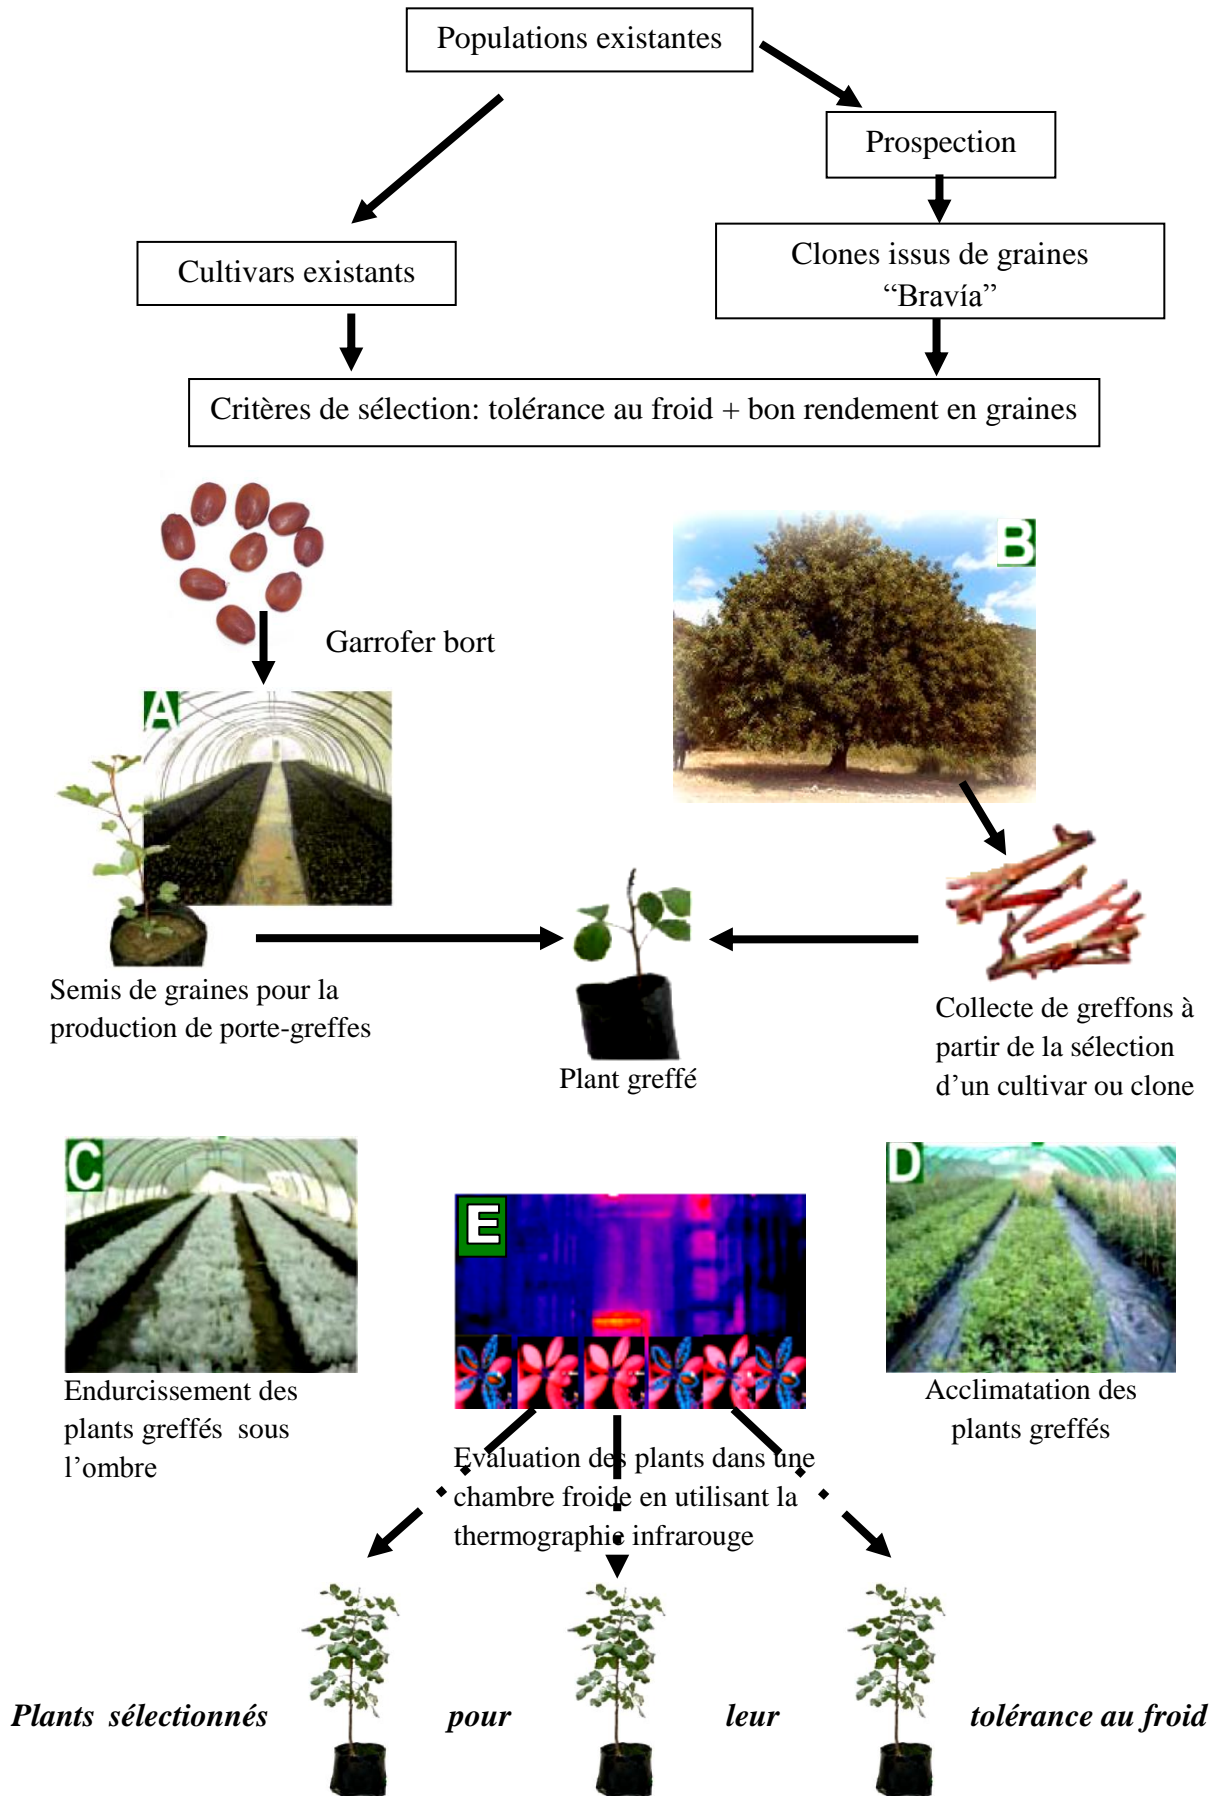 Populations existantes
Prospection
Cultivars existants
Clones issus de graines
“Bravía”
Critères de sélection: tolérance au froid + bon rendement en graines
B
Garrofer bort
A
Semis de graines pour la
production de porte-greffes
Plant greffé
Collecte de greffons à
partir de la sélection
d’un cultivar ou clone
C
E
D
Endurcissement des
plants greffés sous
l’ombre
Evaluation des plants dans une
chambre froide en utilisant la
thermographie infrarouge
Acclimatation des
plants greffés
Plants sélectionnés pour leur tolérance au froid